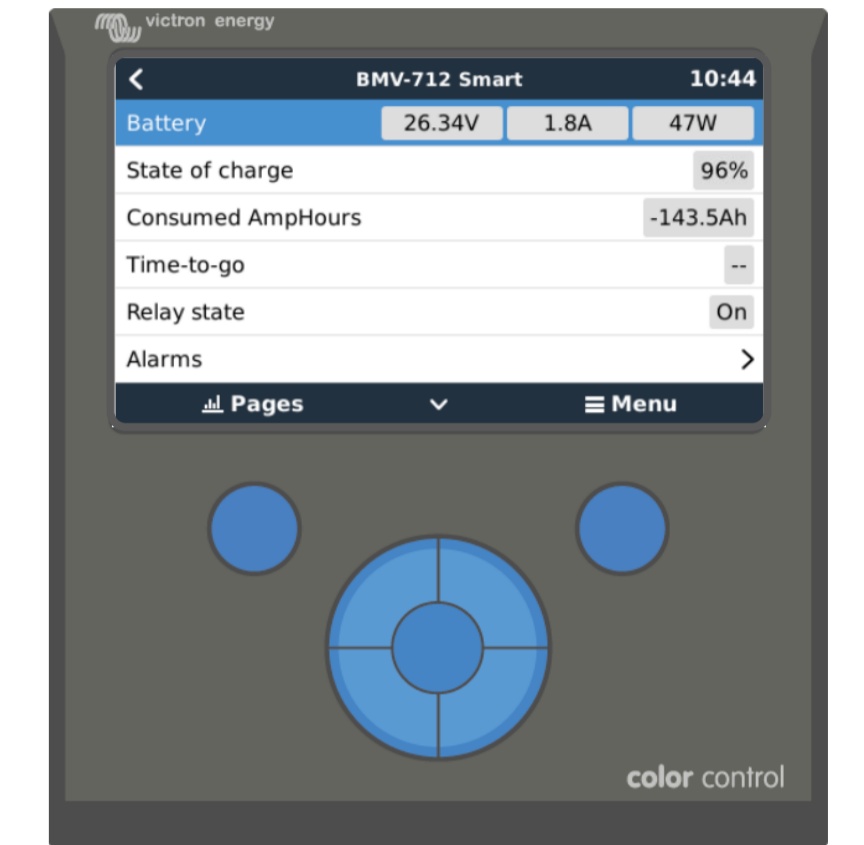 victron energy
BMV-712 Smart 10:44
Battery 26.34V 1.8A 47W
State of charge 96%
Consumed AmpHours -143.5Ah
Time-to-go --
Relay state On
Alarms
Pages Menu
color control